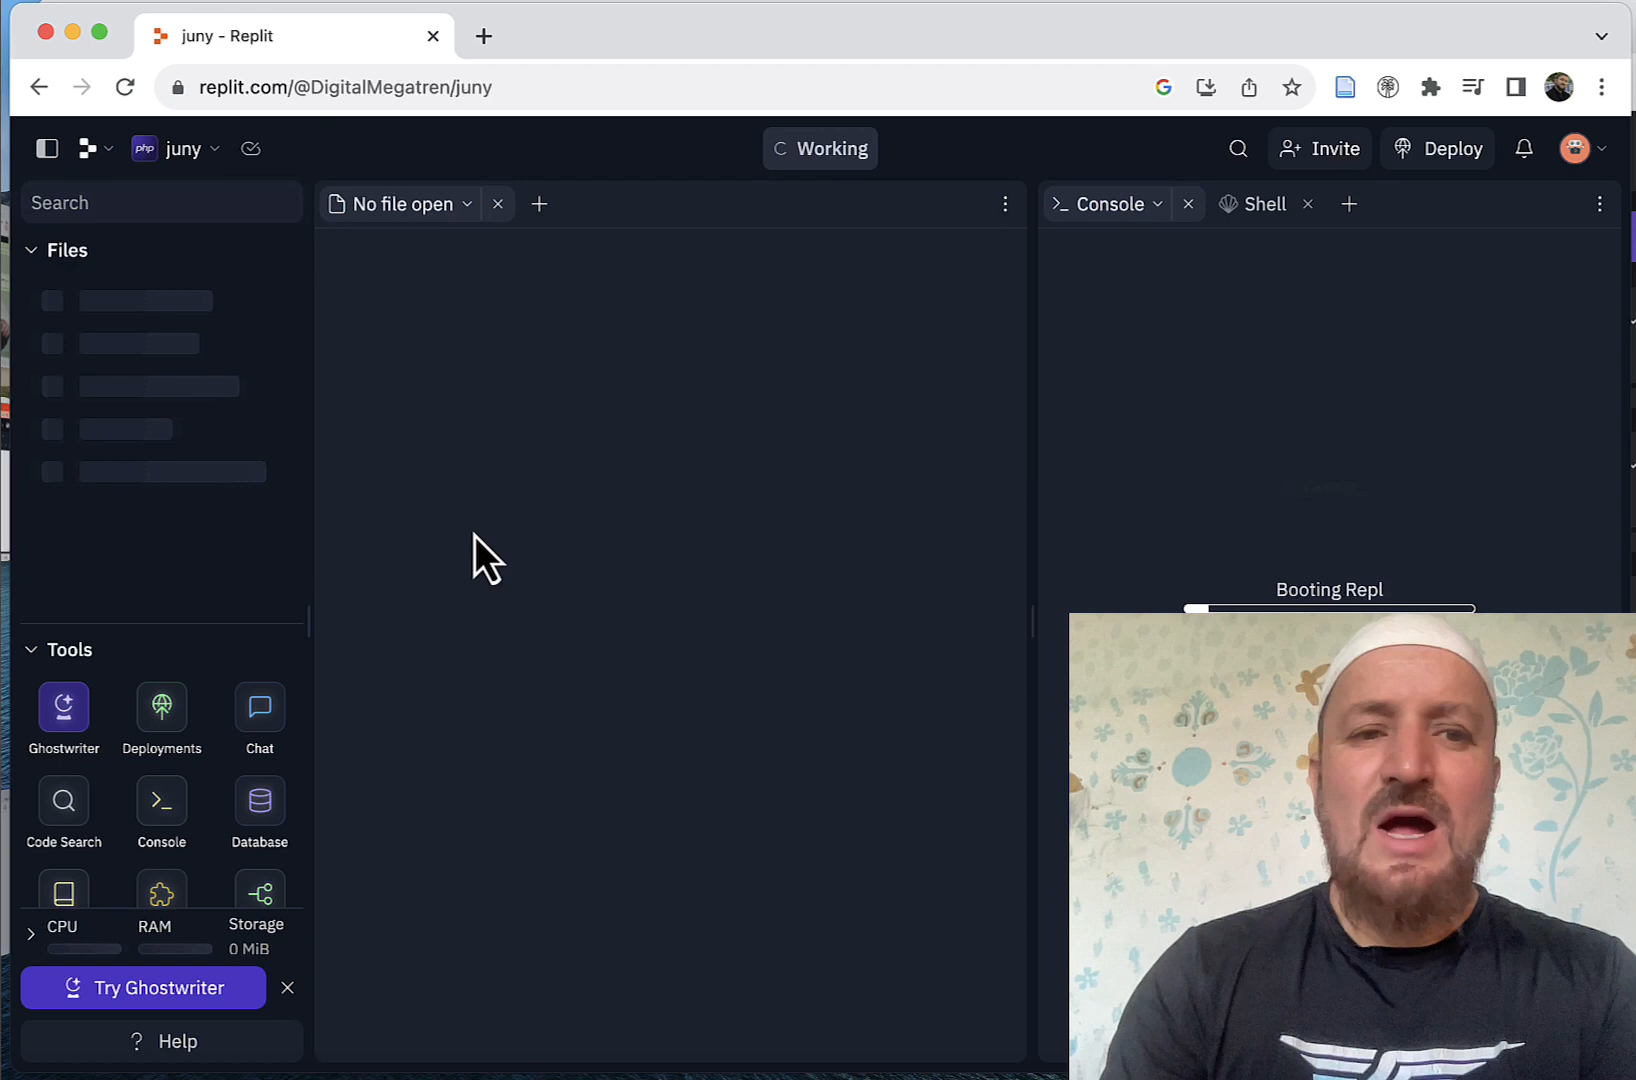 juny - Replit
replit.com/@DigitalMegatren/juny
php juny
Working
Invite
Deploy
Search
No file open
Console
Shell
Files
Booting Repl
Tools
Ghostwriter
Deployments
Chat
Code Search
Console
Database
CPU
RAM
Storage
0 MiB
Try Ghostwriter
? Help